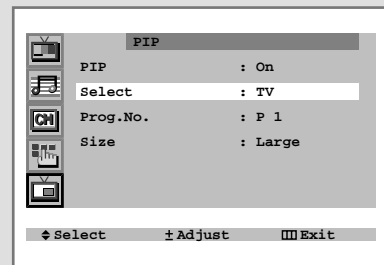 PIP
PIP : On
Select : TV
CH Prog.No. : P 1
Size : Large
Select ± Adjust Exit